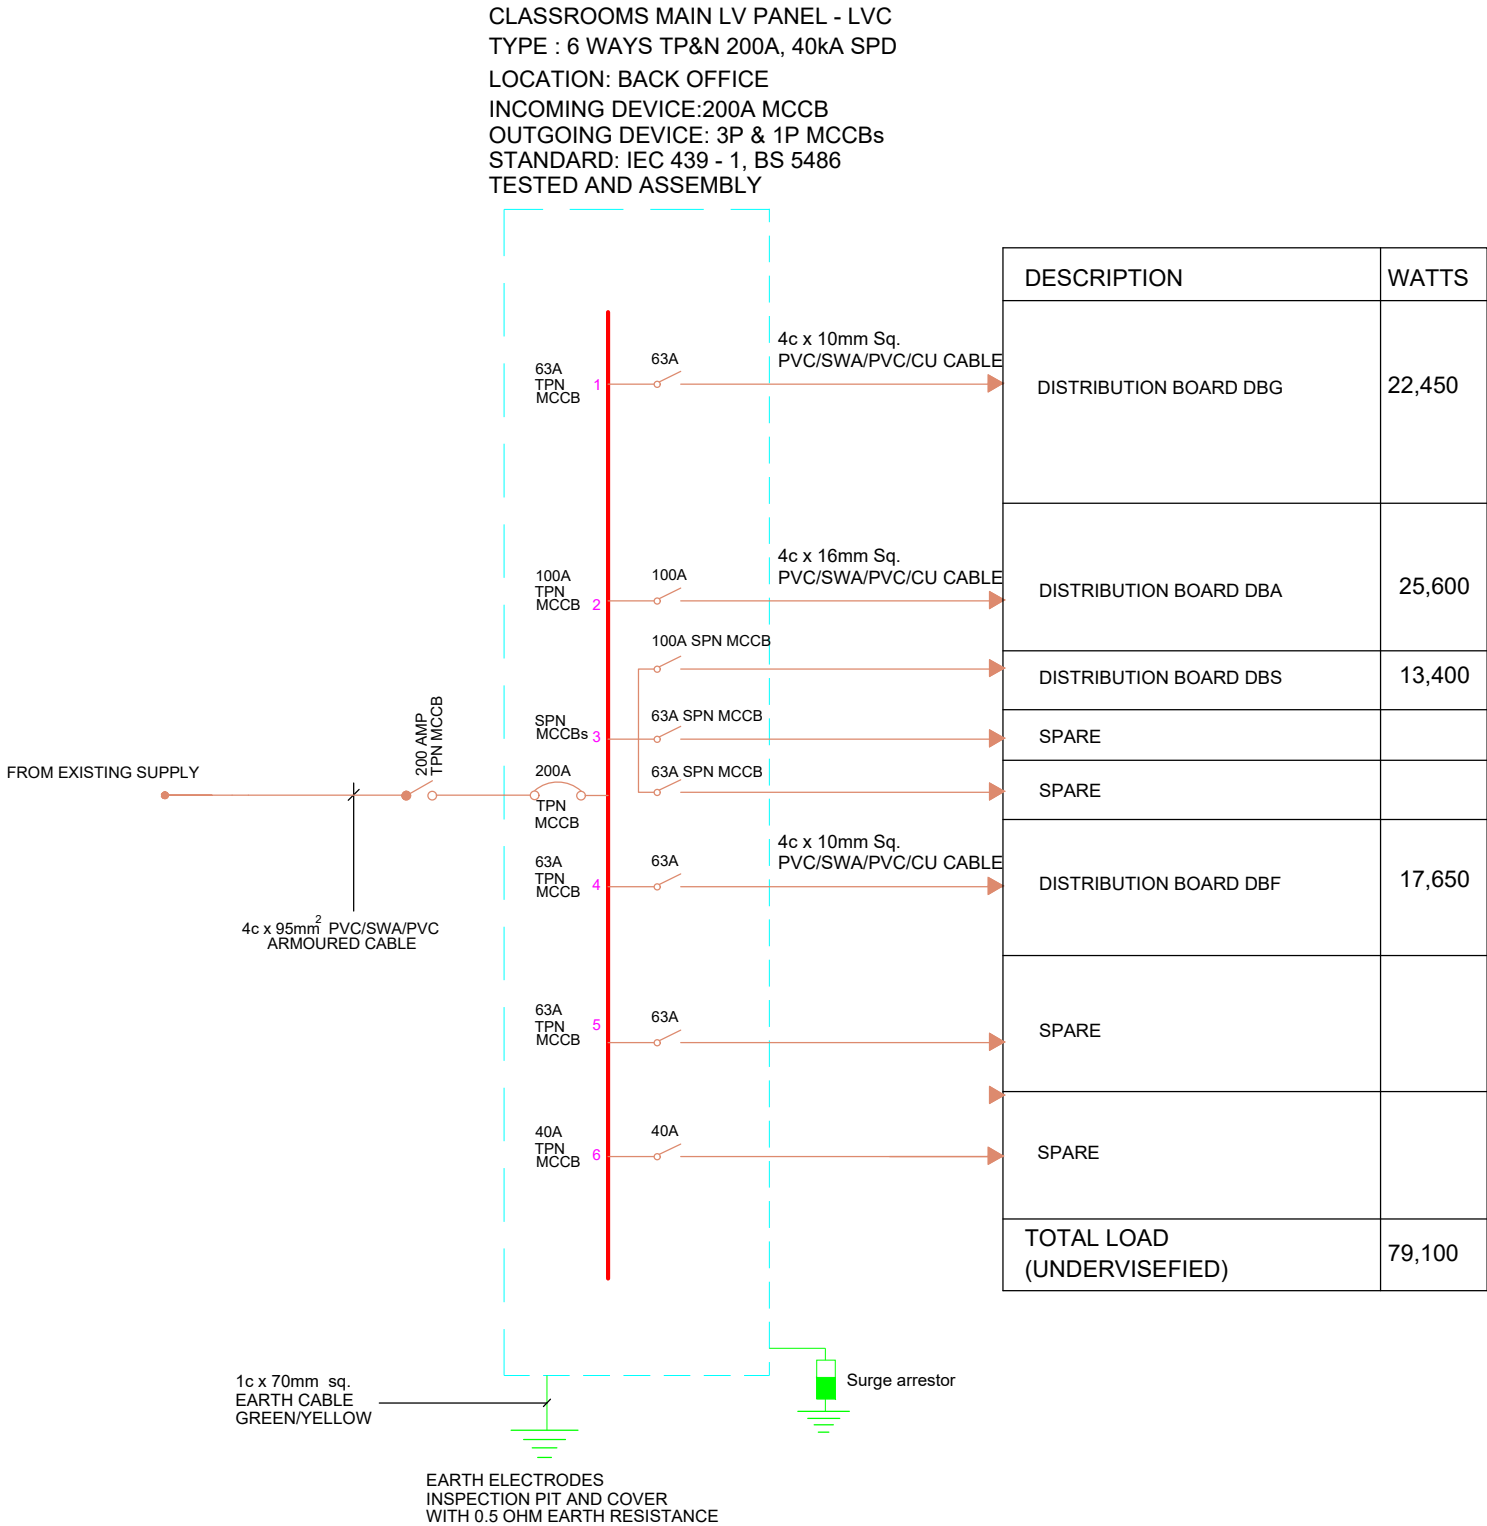 CLASSROOMS MAIN LV PANEL - LVC
TYPE : 6 WAYS TP&N 200A, 40kA SPD
LOCATION: BACK OFFICE
INCOMING DEVICE:200A MCCB
OUTGOING DEVICE: 3P & 1P MCCBs
STANDARD: IEC 439 - 1, BS 5486
TESTED AND ASSEMBLY
DESCRIPTION WATTS
63A
TPN
MCCB
1
63A
4c x 10mm Sq.
PVC/SWA/PVC/CU CABLE
DISTRIBUTION BOARD DBG 22,450
100A
TPN
MCCB
2
100A
4c x 16mm Sq.
PVC/SWA/PVC/CU CABLE
DISTRIBUTION BOARD DBA 25,600
100A SPN MCCB
DISTRIBUTION BOARD DBS 13,400
SPN
MCCBs
3
63A SPN MCCB
SPARE
63A SPN MCCB
SPARE
FROM EXISTING SUPPLY
200 AMP
TPN MCCB
200A
TPN
MCCB
4c x 95mm² PVC/SWA/PVC
ARMOURED CABLE
63A
TPN
MCCB
4
63A
4c x 10mm Sq.
PVC/SWA/PVC/CU CABLE
DISTRIBUTION BOARD DBF 17,650
63A
TPN
MCCB
5
63A
SPARE
40A
TPN
MCCB
6
40A
SPARE
TOTAL LOAD
(UNDERVISEFIED)
79,100
1c x 70mm sq.
EARTH CABLE
GREEN/YELLOW
Surge arrestor
EARTH ELECTRODES
INSPECTION PIT AND COVER
WITH 0.5 OHM EARTH RESISTANCE